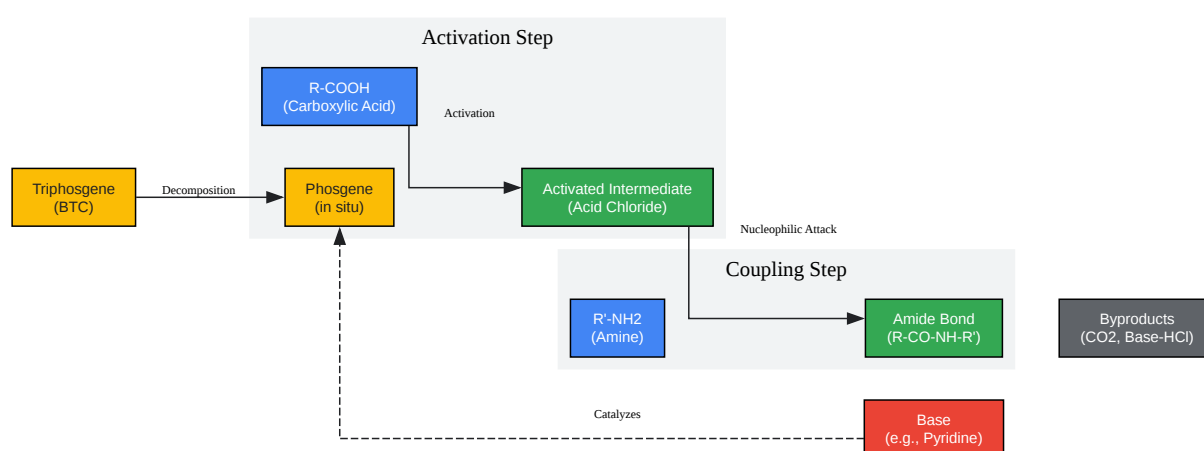 Activation Step
R-COOH
(Carboxylic Acid)
Activation
Triphosgene
(BTC)
Decomposition
Phosgene
(in situ)
Activated Intermediate
(Acid Chloride)
Nucleophilic Attack
Coupling Step
R'-NH2
(Amine)
Amide Bond
(R-CO-NH-R')
Byproducts
(CO2, Base-HCl)
Catalyzes
Base
(e.g., Pyridine)